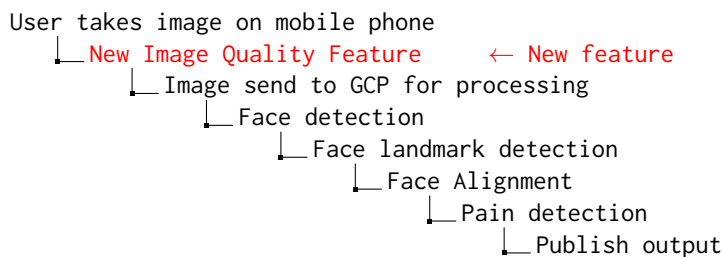 User takes image on mobile phone
New Image Quality Feature ← New feature
Image send to GCP for processing
Face detection
Face landmark detection
Face Alignment
Pain detection
Publish output